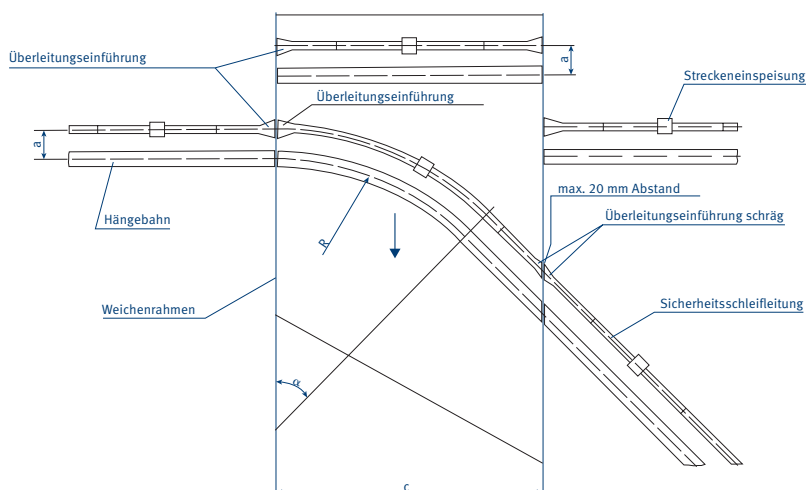 a
Überleitungseinführung
Streckeneinspeisung
Überleitungseinführung
a
max. 20 mm Abstand
Hängebahn
R
Überleitungseinführung schräg
Weichenrahmen
Sicherheitsschleifleitung
α
c